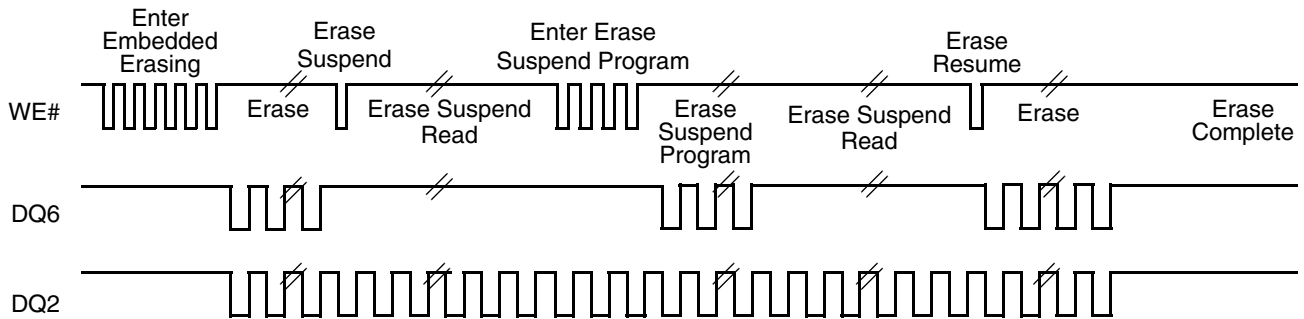 Enter
Embedded
Erasing
Erase
Suspend
Enter Erase
Suspend Program
Erase
Resume
WE#
Erase
Erase Suspend
Read
Erase
Suspend
Program
Erase Suspend
Read
Erase
Erase
Complete
DQ6
DQ2